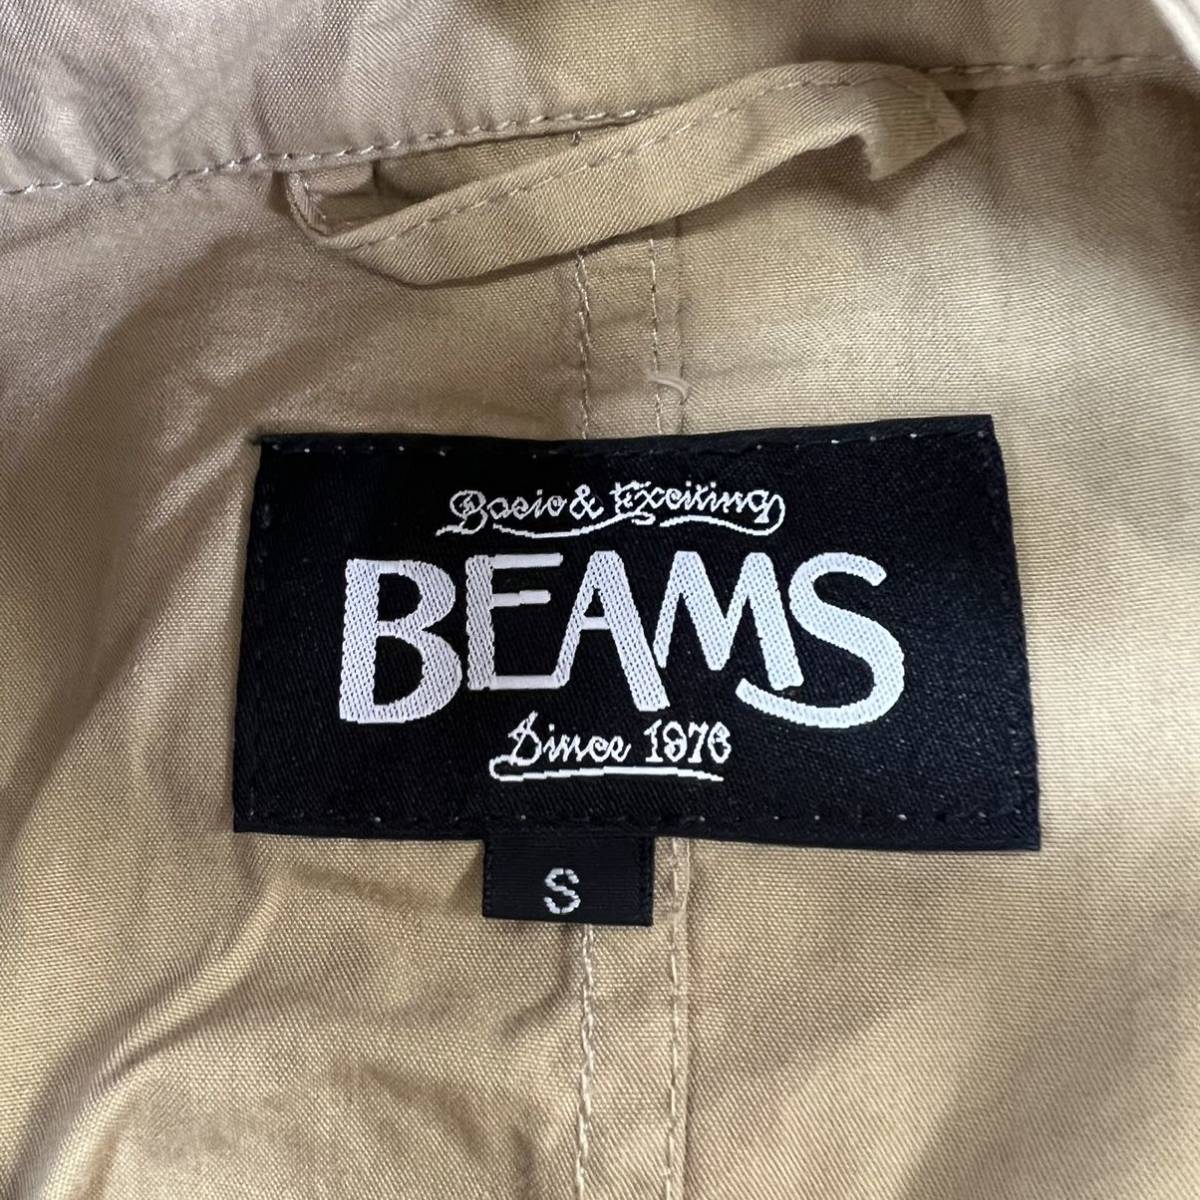 Basic & Exciting
BEAMS
Since 1976
S